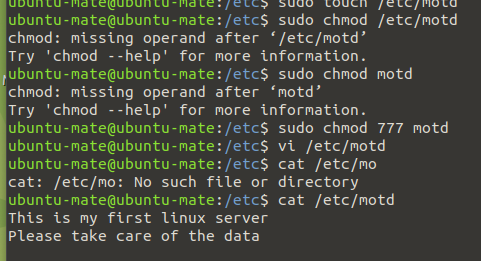 ubuntu-mate@ubuntu-mate:/etc$ sudo touch /etc/motd
ubuntu-mate@ubuntu-mate:/etc$ sudo chmod /etc/motd
chmod: missing operand after ‘/etc/motd’
Try 'chmod --help' for more information.
ubuntu-mate@ubuntu-mate:/etc$ sudo chmod motd
chmod: missing operand after ‘motd’
Try 'chmod --help' for more information.
ubuntu-mate@ubuntu-mate:/etc$ sudo chmod 777 motd
ubuntu-mate@ubuntu-mate:/etc$ vi /etc/motd
ubuntu-mate@ubuntu-mate:/etc$ cat /etc/mo
cat: /etc/mo: No such file or directory
ubuntu-mate@ubuntu-mate:/etc$ cat /etc/motd
This is my first linux server
Please take care of the data